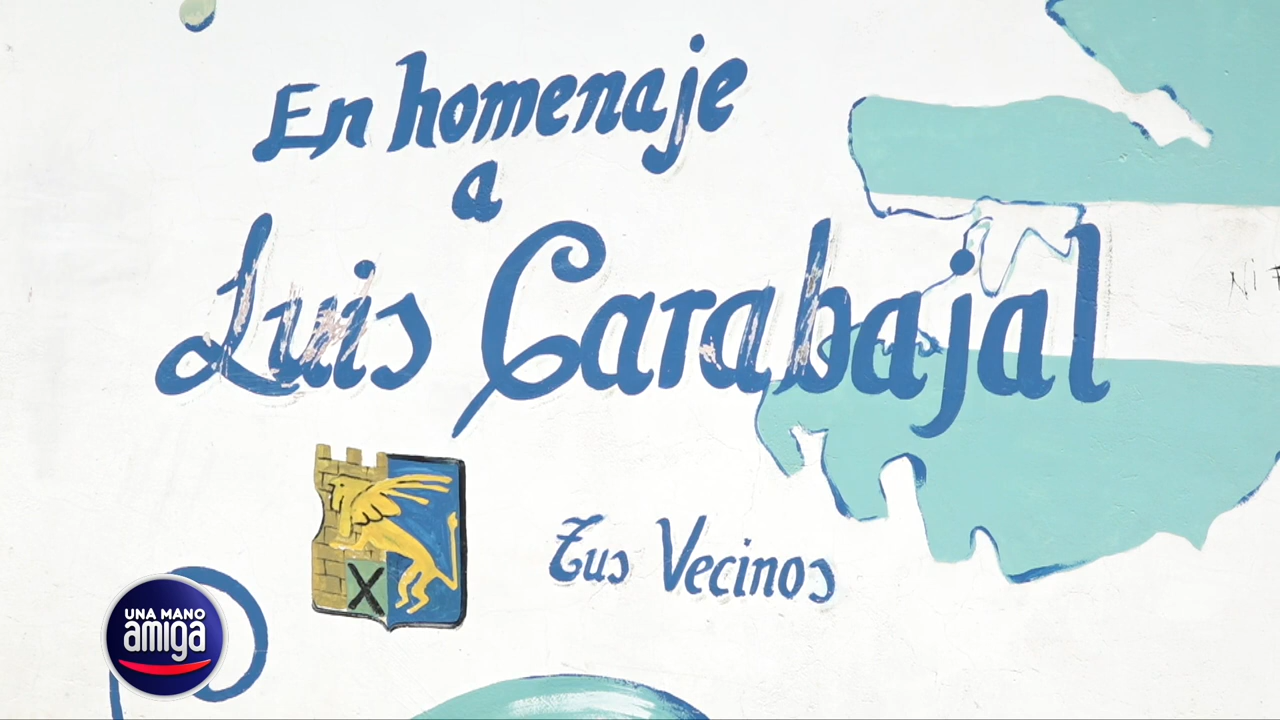 En homenaje
a
Luis Carabajal
Tus Vecinos
X
UNA MANO
amiga